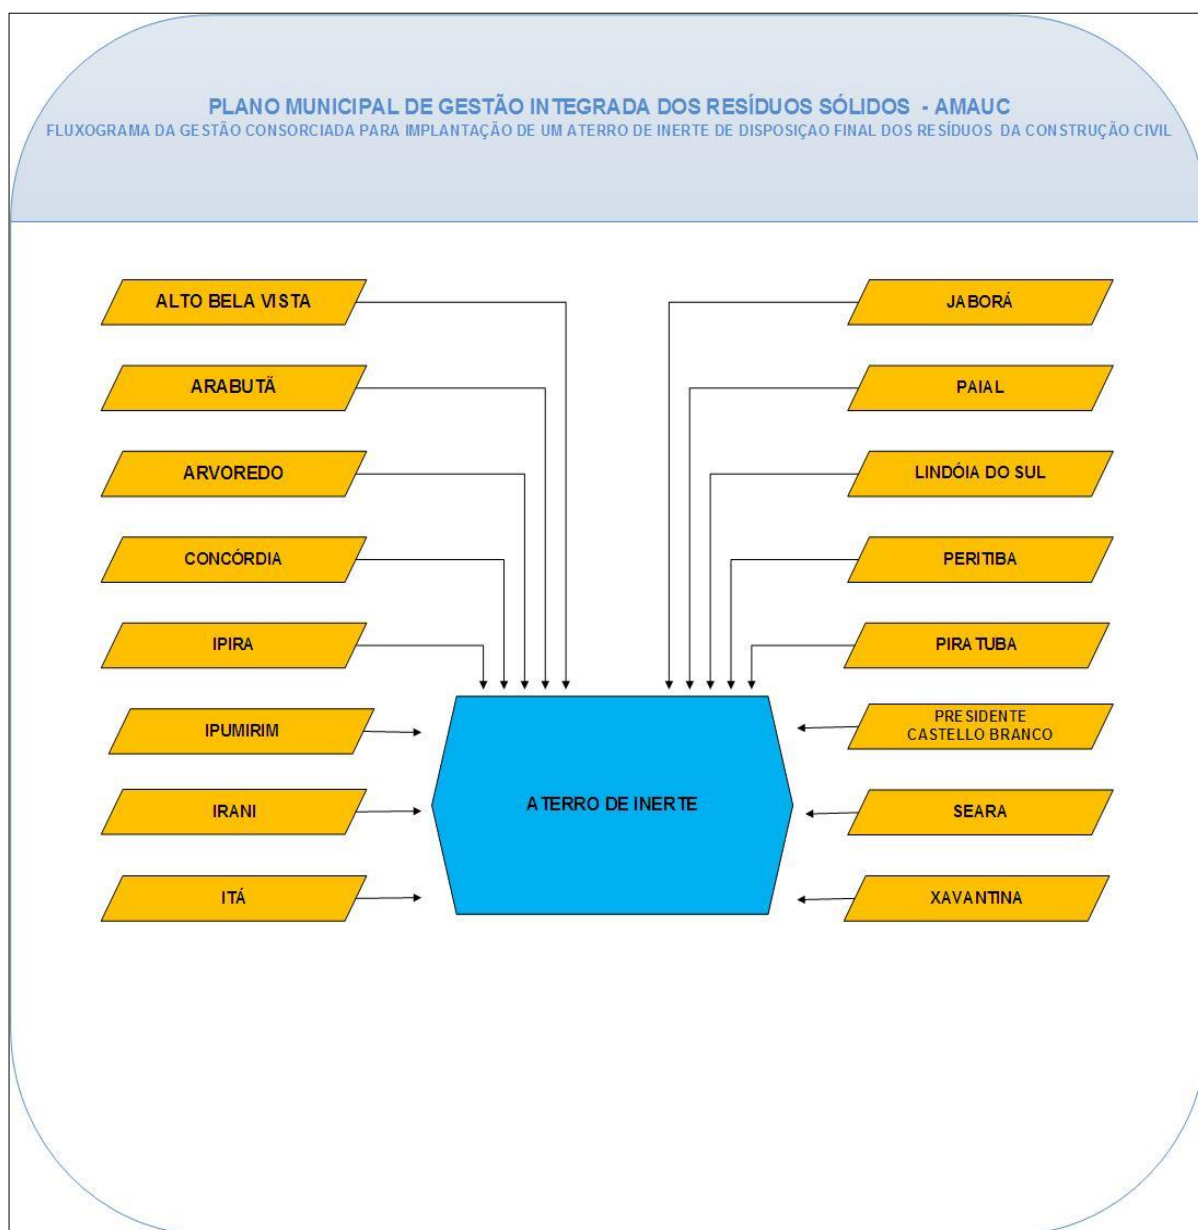 PLANO MUNICIPAL DE GESTÃO INTEGRADA DOS RESÍDUOS SÓLIDOS - AMAUC
FLUXOGRAMA DA GESTÃO CONSORCIADA PARA IMPLANTAÇÃO DE UM ATERRO DE INERTE DE DISPOSIÇAO FINAL DOS RESÍDUOS DA CONSTRUÇÃO CIVIL
ALTO BELA VISTA
ARABUTÃ
ARVOREDO
CONCÓRDIA
IPIRA
IPUMIRIM
IRANI
ITÁ
JABORÁ
PAIAL
LINDÓIA DO SUL
PERITIBA
PIRATUBA
PRESIDENTE
CASTELLO BRANCO
SEARA
XAVANTINA
ATERRO DE INERTE